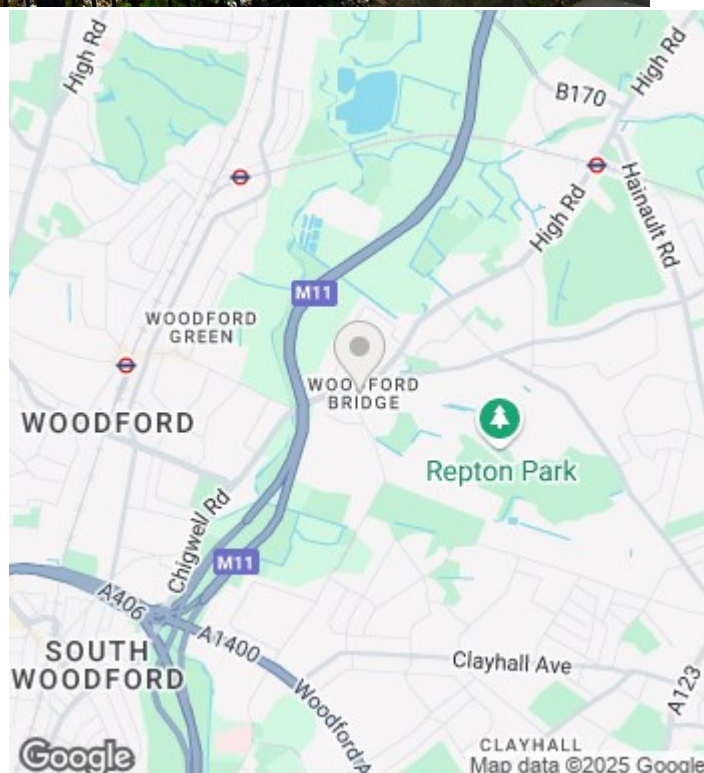 High Rd
High Rd
B170
Hainault Rd
High Rd
M11
WOODFORD
GREEN
WOODFORD
BRIDGE
WOODFORD
Repton Park
Chigwell Rd
M11
A406
A1400
SOUTH
WOODFORD
Clayhall Ave
Woodford A
A123
CLAYHALL
Google
Map data ©2025 Google